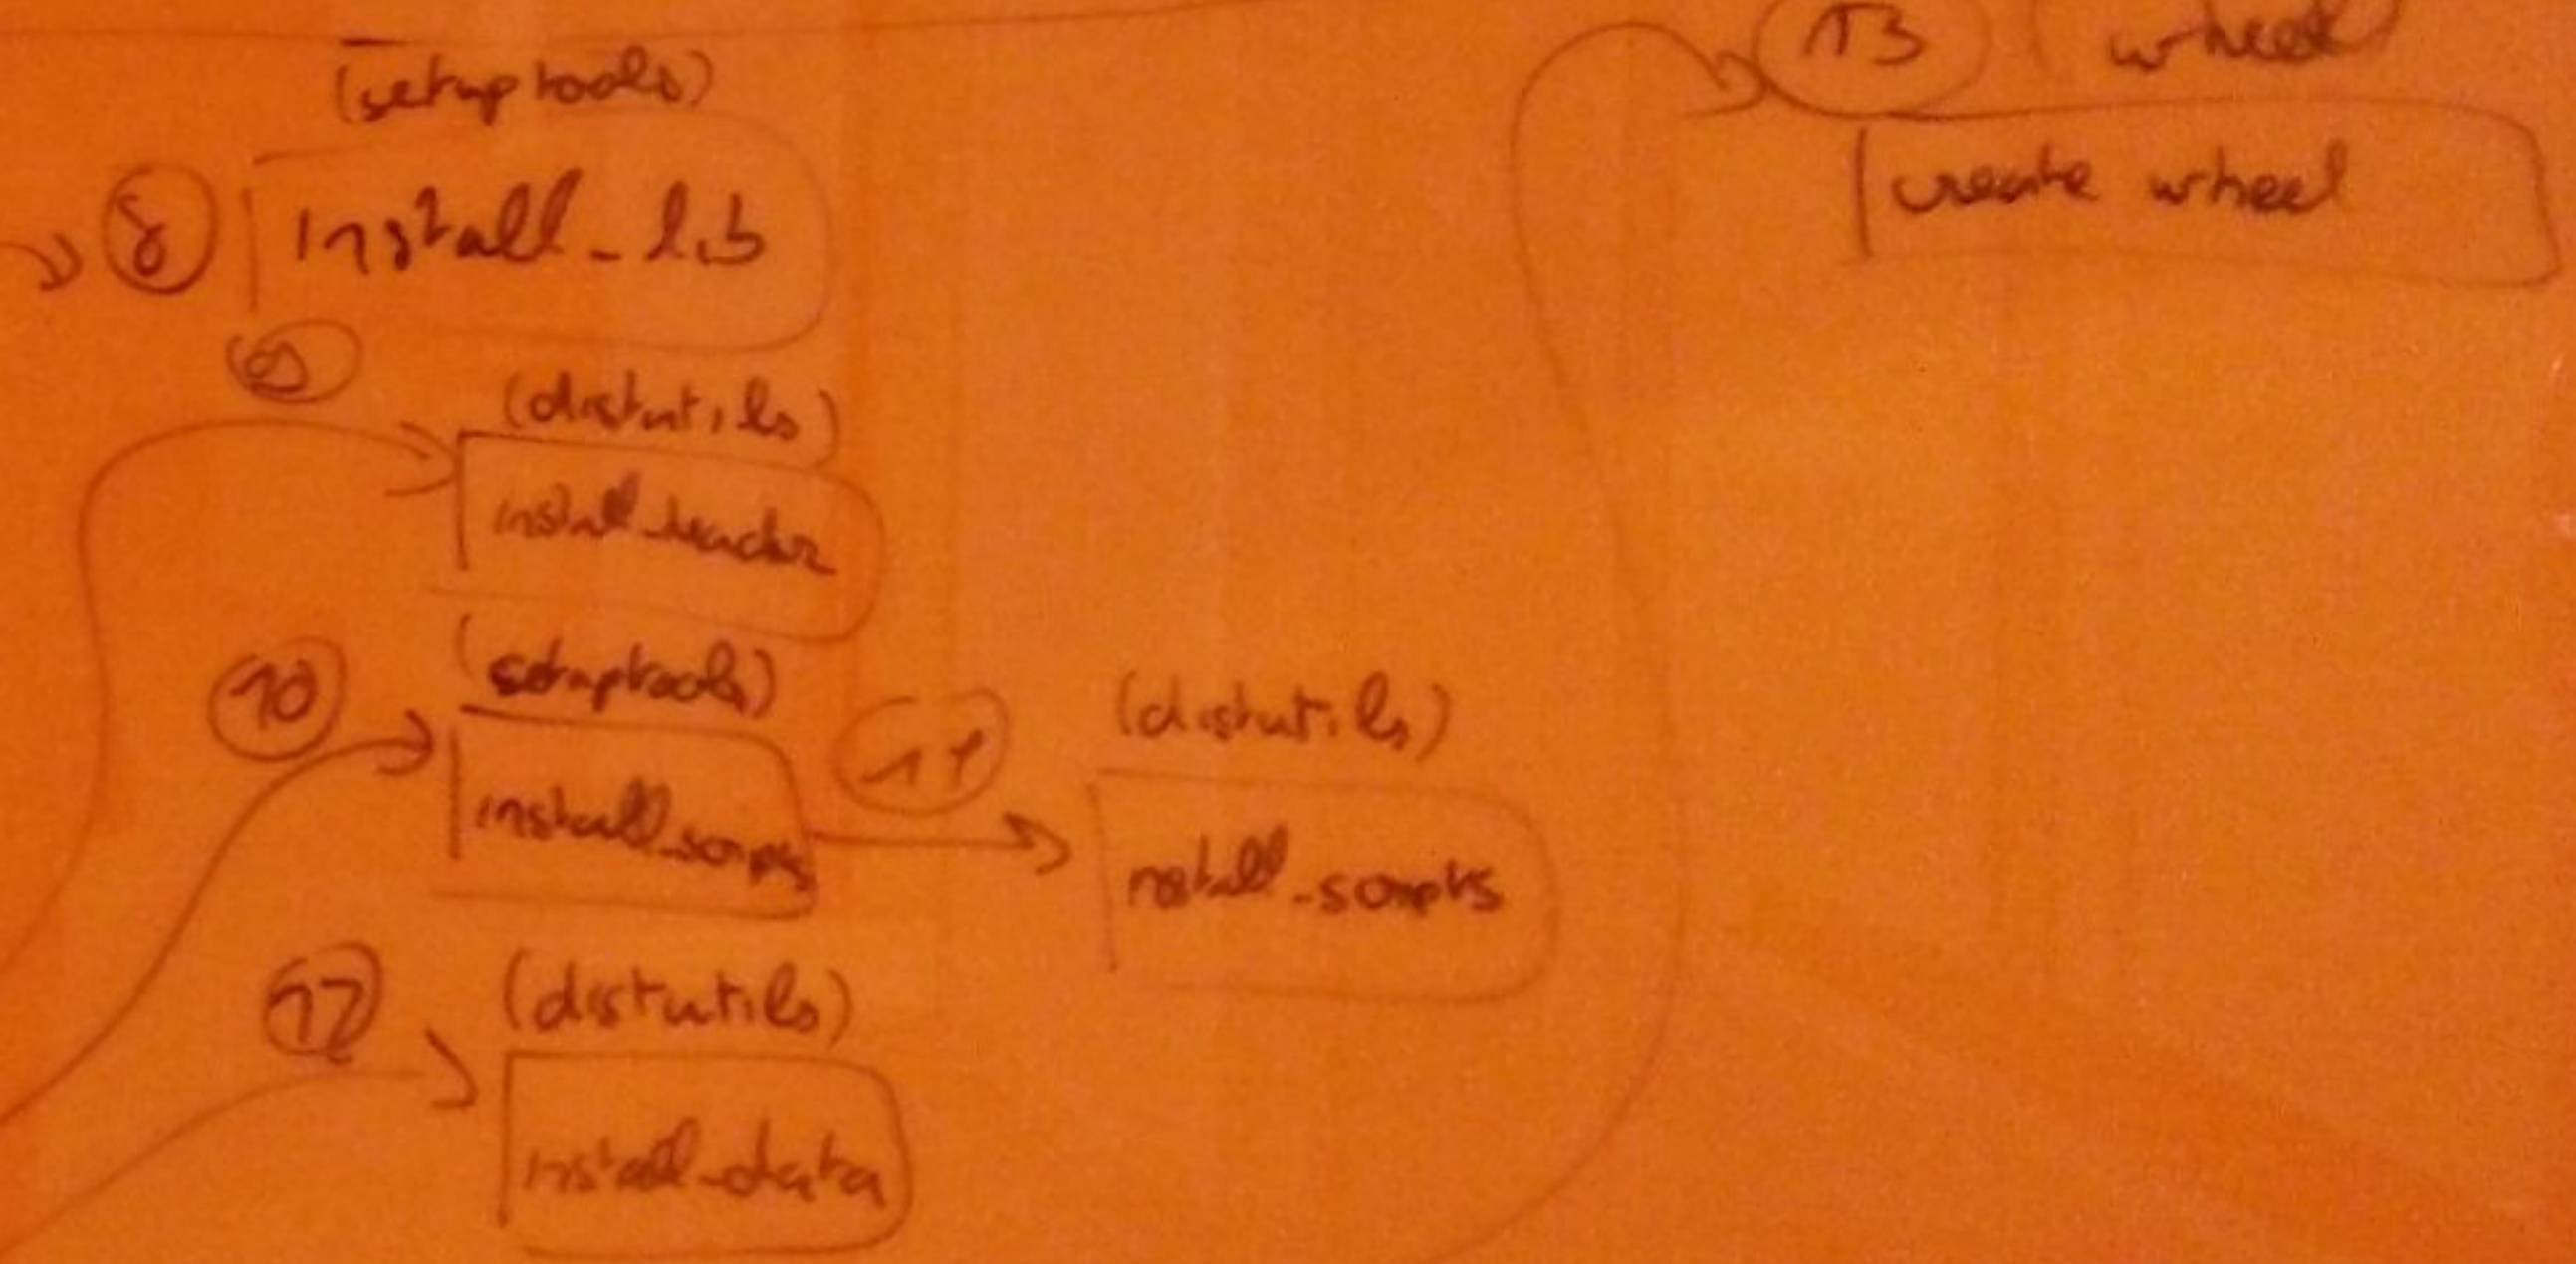 (setuptools)
8
install_lib
9
(distutils)
install_headers
10
(setuptools)
install_scripts
11
(distutils)
install_scripts
12
(distutils)
install_data
13
(wheel)
create wheel